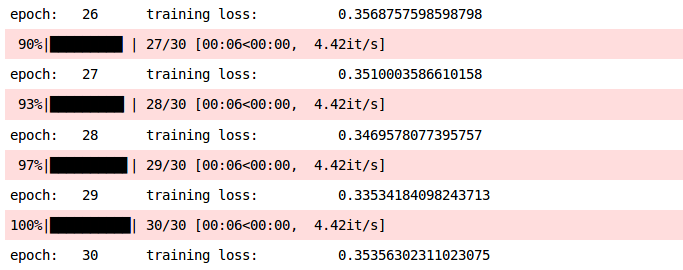 epoch:   26      training loss:          0.3568757598598798
90%|█████████ | 27/30 [00:06<00:00,  4.42it/s]
epoch:   27      training loss:          0.3510003586610158
93%|█████████▎| 28/30 [00:06<00:00,  4.42it/s]
epoch:   28      training loss:          0.3469578077395757
97%|█████████▋| 29/30 [00:06<00:00,  4.42it/s]
epoch:   29      training loss:          0.33534184098243713
100%|██████████| 30/30 [00:06<00:00,  4.42it/s]
epoch:   30      training loss:          0.35356302311023075